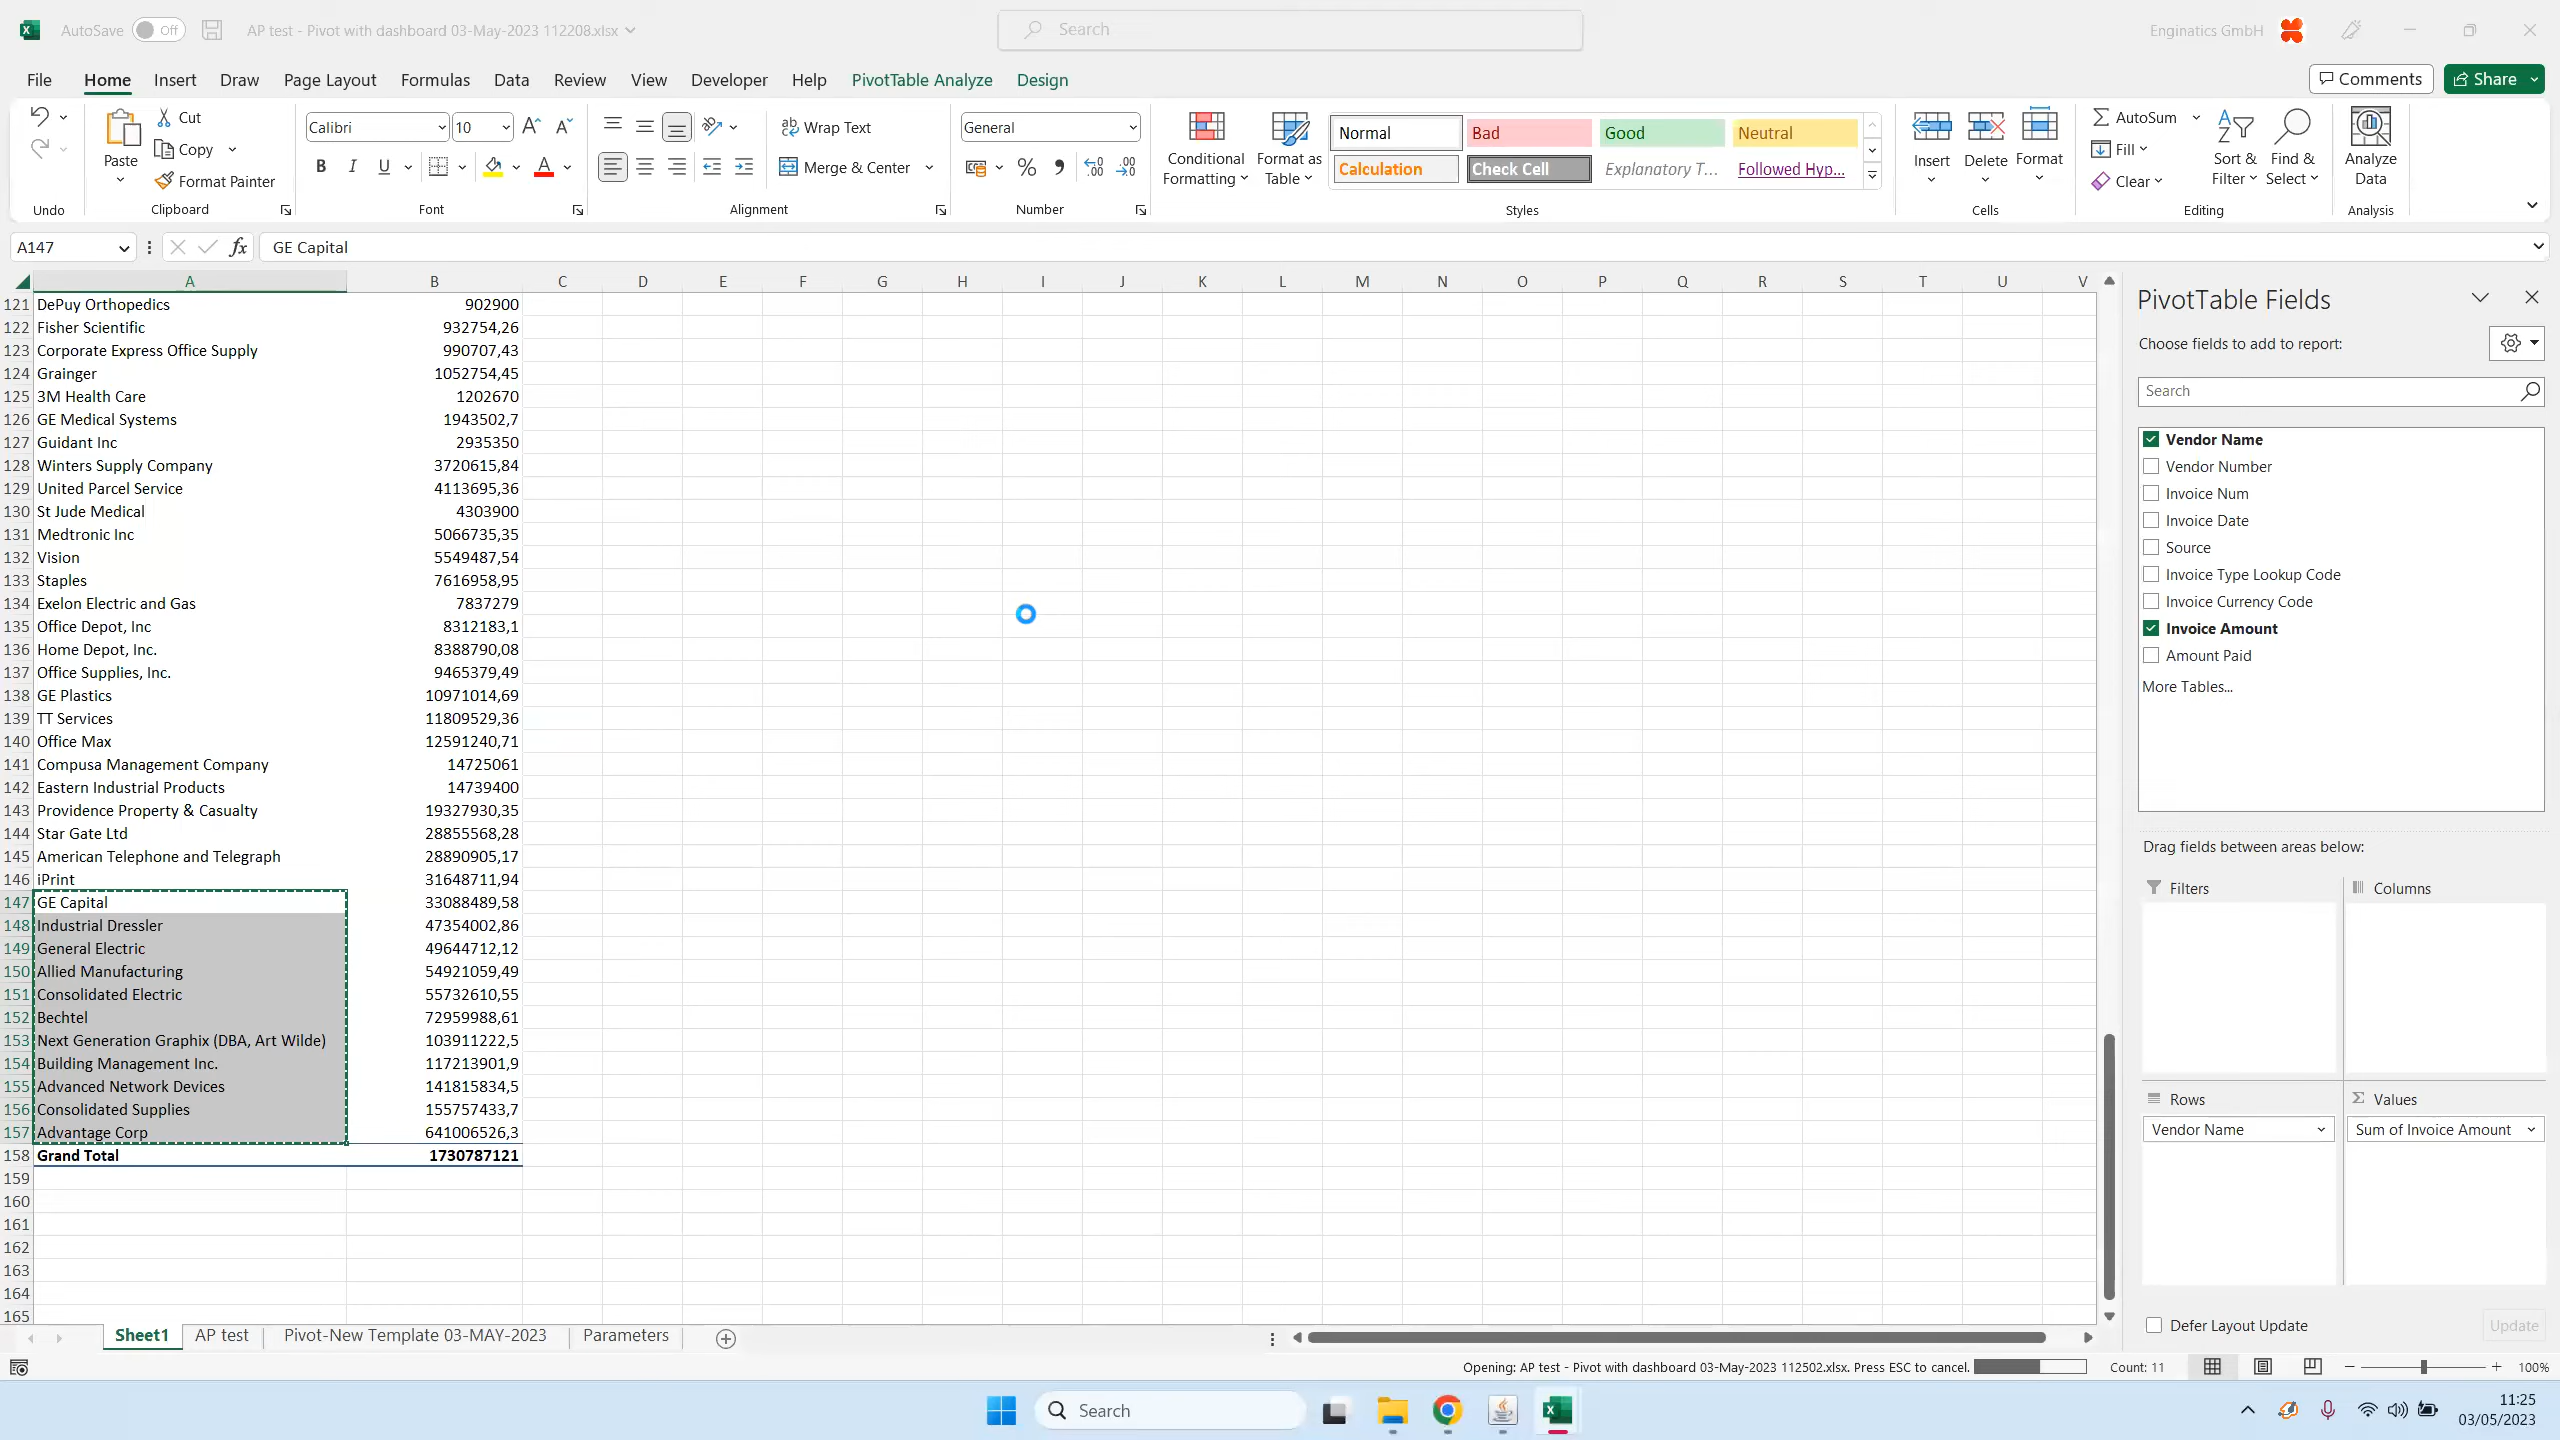 AutoSave Off AP test - Pivot with dashboard 03-May-2023 112208.xlsx Search Enginatics GmbH
File Home Insert Draw Page Layout Formulas Data Review View Developer Help PivotTable Analyze Design Comments Share
Undo
Paste
Cut
Copy
Format Painter
Clipboard
Calibri 10
B I U
Font
Wrap Text
Merge & Center
Alignment
General
Number
Conditional Formatting
Format as Table
Normal Bad Good Neutral
Calculation Check Cell Explanatory T... Followed Hyp...
Styles
Insert Delete Format
Cells
AutoSum
Fill
Clear
Sort & Filter
Find & Select
Editing
Analyze Data
Analysis
A147 fx GE Capital
A B C D E F G H I J K L M N O P Q R S T U V
121 DePuy Orthopedics 902900
122 Fisher Scientific 932754,26
123 Corporate Express Office Supply 990707,43
124 Grainger 1052754,45
125 3M Health Care 1202670
126 GE Medical Systems 1943502,7
127 Guidant Inc 2935350
128 Winters Supply Company 3720615,84
129 United Parcel Service 4113695,36
130 St Jude Medical 4303900
131 Medtronic Inc 5066735,35
132 Vision 5549487,54
133 Staples 7616958,95
134 Exelon Electric and Gas 7837279
135 Office Depot, Inc 8312183,1
136 Home Depot, Inc. 8388790,08
137 Office Supplies, Inc. 9465379,49
138 GE Plastics 10971014,69
139 TT Services 11809529,36
140 Office Max 12591240,71
141 Compusa Management Company 14725061
142 Eastern Industrial Products 14739400
143 Providence Property & Casualty 19327930,35
144 Star Gate Ltd 28855568,28
145 American Telephone and Telegraph 28890905,17
146 iPrint 31648711,94
147 GE Capital 33088489,58
148 Industrial Dressler 47354002,86
149 General Electric 49644712,12
150 Allied Manufacturing 54921059,49
151 Consolidated Electric 55732610,55
152 Bechtel 72959988,61
153 Next Generation Graphix (DBA, Art Wilde) 103911222,5
154 Building Management Inc. 117213901,9
155 Advanced Network Devices 141815834,5
156 Consolidated Supplies 155757433,7
157 Advantage Corp 641006526,3
158 Grand Total 1730787121
159
160
161
162
163
164
165
PivotTable Fields
Choose fields to add to report:
Search
Vendor Name
Vendor Number
Invoice Num
Invoice Date
Source
Invoice Type Lookup Code
Invoice Currency Code
Invoice Amount
Amount Paid
More Tables...
Drag fields between areas below:
Filters Columns
Rows Σ Values
Vendor Name Sum of Invoice Amount
Defer Layout Update Update
Sheet1 AP test Pivot-New Template 03-MAY-2023 Parameters
Opening: AP test - Pivot with dashboard 03-May-2023 112502.xlsx. Press ESC to cancel. Count: 11 100%
Search
11:25
03/05/2023